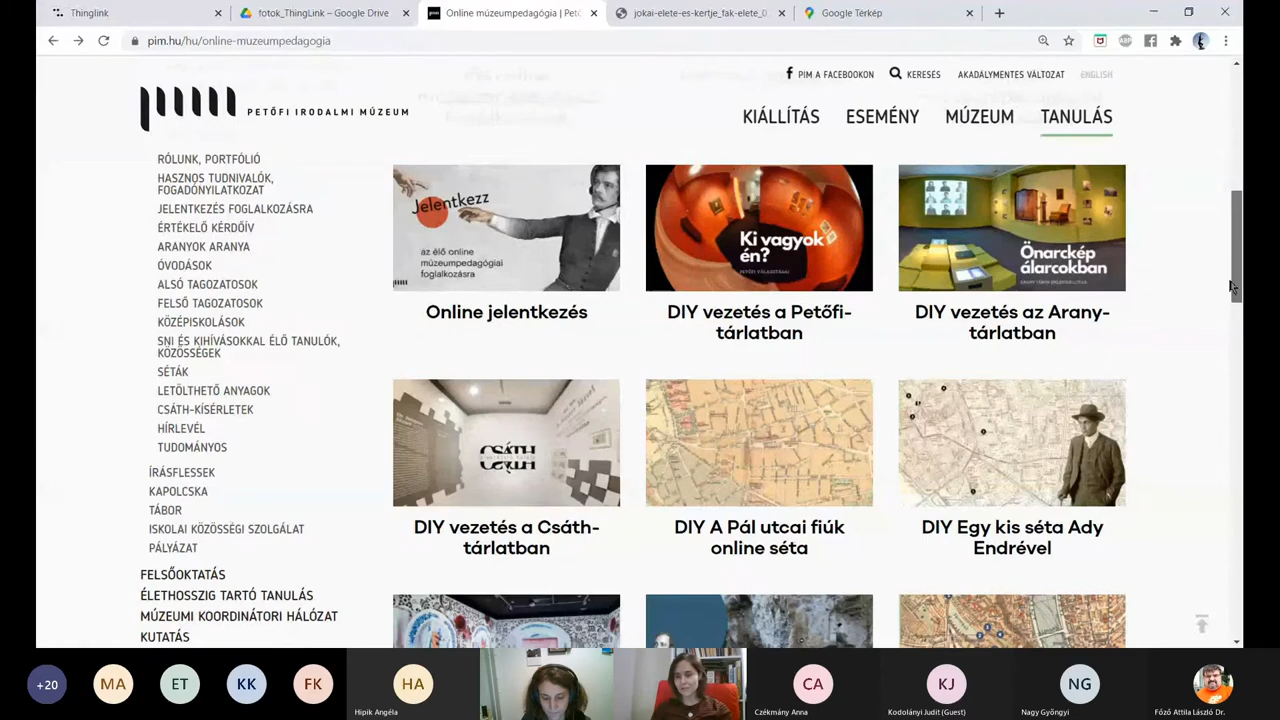 Thinglink
fotok_ThingLink – Google Drive
Online múzeumpedagógia | Pető
jokai-elete-es-kertje_fak-elete_0
Google Térkép
pim.hu/hu/online-muzeumpedagogia
PIM A FACEBOOKON
KERESÉS
AKADÁLYMENTES VÁLTOZAT
ENGLISH
PETŐFI IRODALMI MÚZEUM
KIÁLLÍTÁS
ESEMÉNY
MÚZEUM
TANULÁS
RÓLUNK, PORTFÓLIÓ
HASZNOS TUDNIVALÓK,
FOGADÓNYILATKOZAT
JELENTKEZÉS FOGLALKOZÁSRA
ÉRTÉKELŐ KÉRDŐÍV
ARANYOK ARANYA
ÓVODÁSOK
ALSÓ TAGOZATOSOK
FELSŐ TAGOZATOSOK
KÖZÉPISKOLÁSOK
SNI ÉS KIHÍVÁSOKKAL ÉLŐ TANULÓK,
KÖZÖSSÉGEK
SÉTÁK
LETÖLTHETŐ ANYAGOK
CSÁTH-KÍSÉRLETEK
HÍRLEVÉL
TUDOMÁNYOS
ÍRÁSFLESSEK
KAPOLCSKA
TÁBOR
ISKOLAI KÖZÖSSÉGI SZOLGÁLAT
PÁLYÁZAT
FELSŐOKTATÁS
ÉLETHOSSZIG TARTÓ TANULÁS
MÚZEUMI KOORDINÁTORI HÁLÓZAT
KUTATÁS
Jelentkezz
az élő online
múzeumpedagógiai
foglalkozásra
Online jelentkezés
Ki vagyok
én?
PETŐFI VÁLASZTÁSAI
DIY vezetés a Petőfi-
tárlatban
Önarckép
álarcokban
DIY vezetés az Arany-
tárlatban
CSÁTH
DIY vezetés a Csáth-
tárlatban
DIY A Pál utcai fiúk
online séta
DIY Egy kis séta Ady
Endrével
+20
MA
ET
KK
FK
HA
Hipik Angéla
CA
Czékmány Anna
KJ
Kodolányi Judit (Guest)
NG
Nagy Gyöngyi
Főző Attila László Dr.